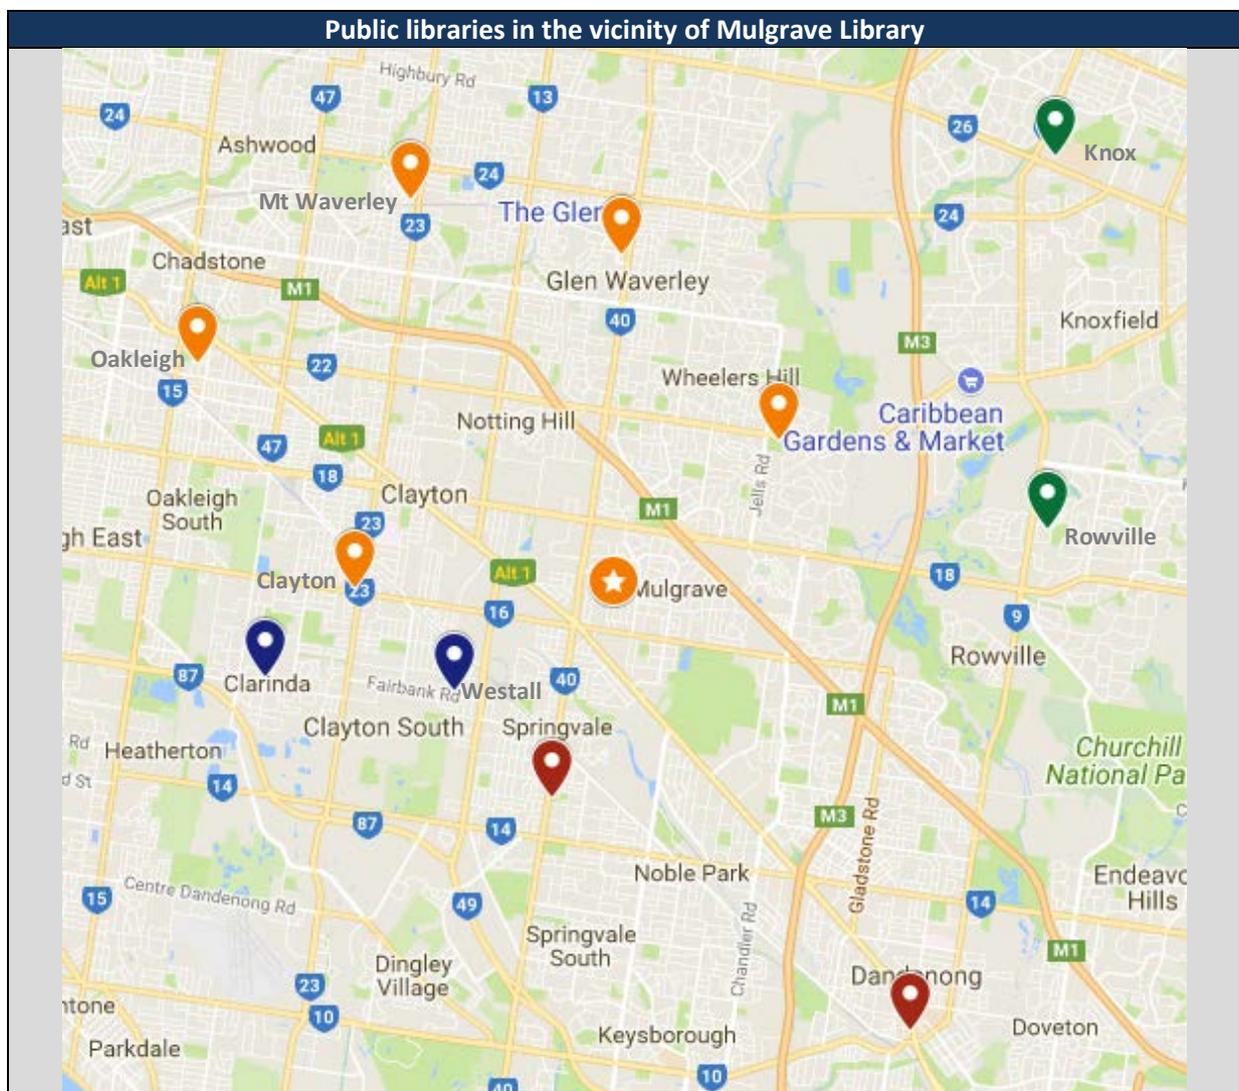 Public libraries in the vicinity of Mulgrave Library
Highbury Rd
47
13
24
26
Ashwood
Knox
24
Mt Waverley
The Glen
24
23
ast
Chadstone
Alt 1
M1
Glen Waverley
40
Knoxfield
M3
Oakleigh
22
15
Wheelers Hill
Caribbean
Gardens & Market
Notting Hill
47
Alt 1
18
Jells Rd
Oakleigh
South
Clayton
M1
23
gh East
Rowville
Clayton
Alt 1
18
23
Mulgrave
16
9
Clarinda
87
Fairbank Rd
Westall
40
Rowville
M1
Clayton South
Springvale
Rd
Heatherton
Churchill
National Pa
d St
14
87
14
M3
Gladstone Rd
Noble Park
Endeavo
Hills
15
Centre Dandenong Rd
49
14
Chandler Rd
Springvale
South
M1
Dingley
Village
Dandenong
23
10
ntone
Keysborough
Doveton
Parkdale
10
40